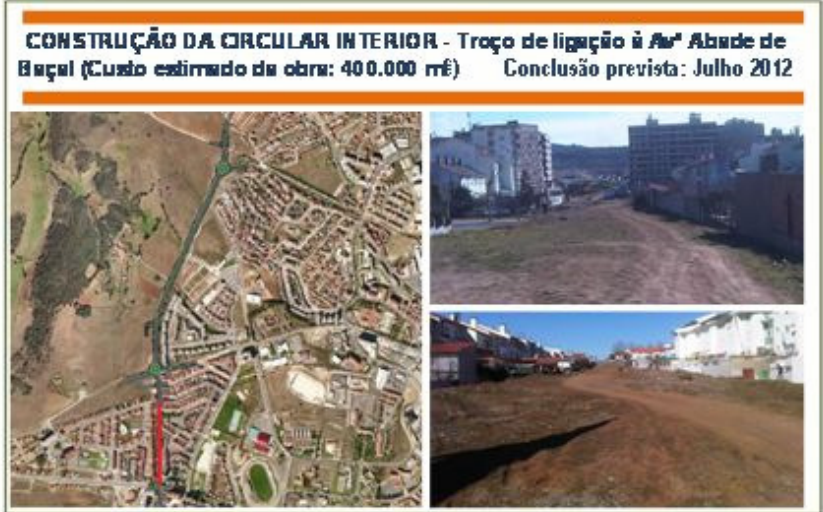 CONSTRUÇÃO DA CIRCULAR INTERIOR - Troço de ligação à Avª Abade de
Baçal (Custo estimado da obra: 400.000 m€) Conclusão prevista: Julho 2012